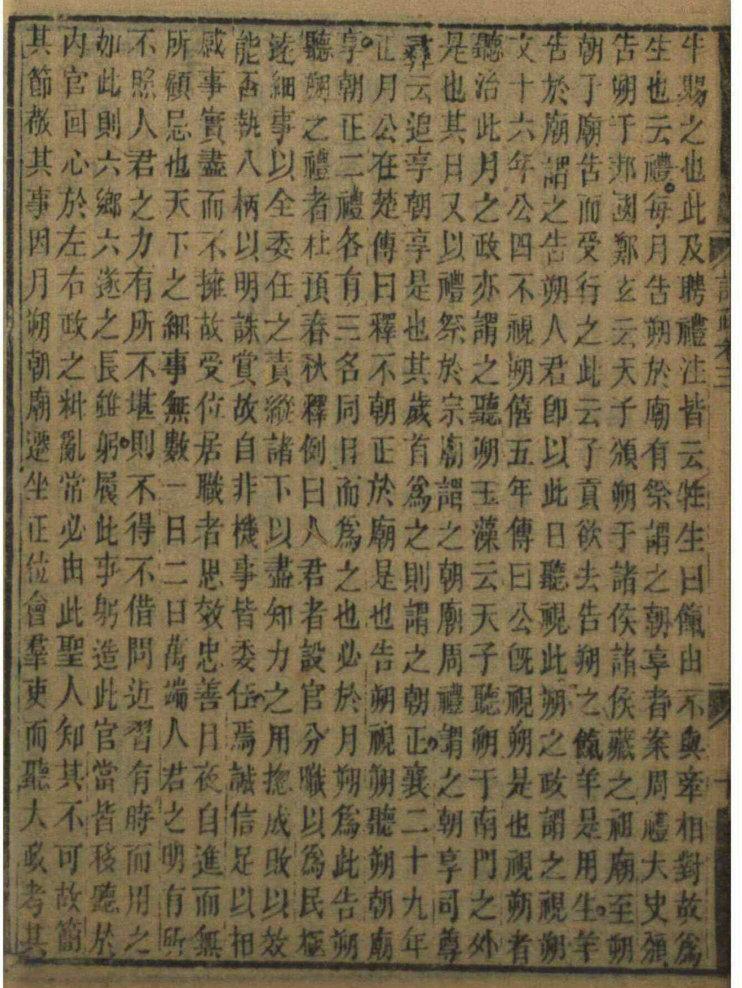 牛賜之也此及聘禮注皆云牲生曰餼由不與牽相對故爲
生也云禮每月告朔於廟有祭謂之朝享者案周禮大史頒
告朔于邦國鄭玄云天子頒朔于諸侯諸侯藏之祖廟至朔
朝于廟告而受行之此云子貢欲去告朔之餼羊是用生羊
告於廟謂之告朔人君卽以此日聽視此朔之政謂之視朔
文十六年公四不視朔僖五年傳曰公旣視朔是也視朔者
聽治此月之政亦謂之聽朔玉藻云天子聽朔于南門之外
是也其日又以禮祭於宗廟謂之朝廟周禮謂之朝享司尊
彝云追享朝享是也其歲首爲之則謂之朝正襄二十九年
正月公在楚傳曰釋不朝正於廟是也告朔視朔聽朔朝廟
享朝正二禮各有三名同日而爲之也必於月朔爲此告朔
聽朔之禮者杜預春秋釋倒曰人君者設官分職以爲民極
遠細事以全委任之責縱諸下以盡知力之用揔成敗以效
能否執八柄以明誅賞故自非機事皆委任焉誠信足以相
感事實盡而不擁故受位居職者思效忠善日夜自進而無
所顧忌也天下之細事無數一日二日萬端人君之明有所
不照人君之力有所不堪則不得不借問近習有時而用之
如此則六鄉六遂之長雖躬履此事躬造此官當皆移聽於
內官回心於左右政之粃亂常必由此聖人知其不可故簡
其節敬其事因月朔朝廟遷坐正位會羣吏而聽大政考其